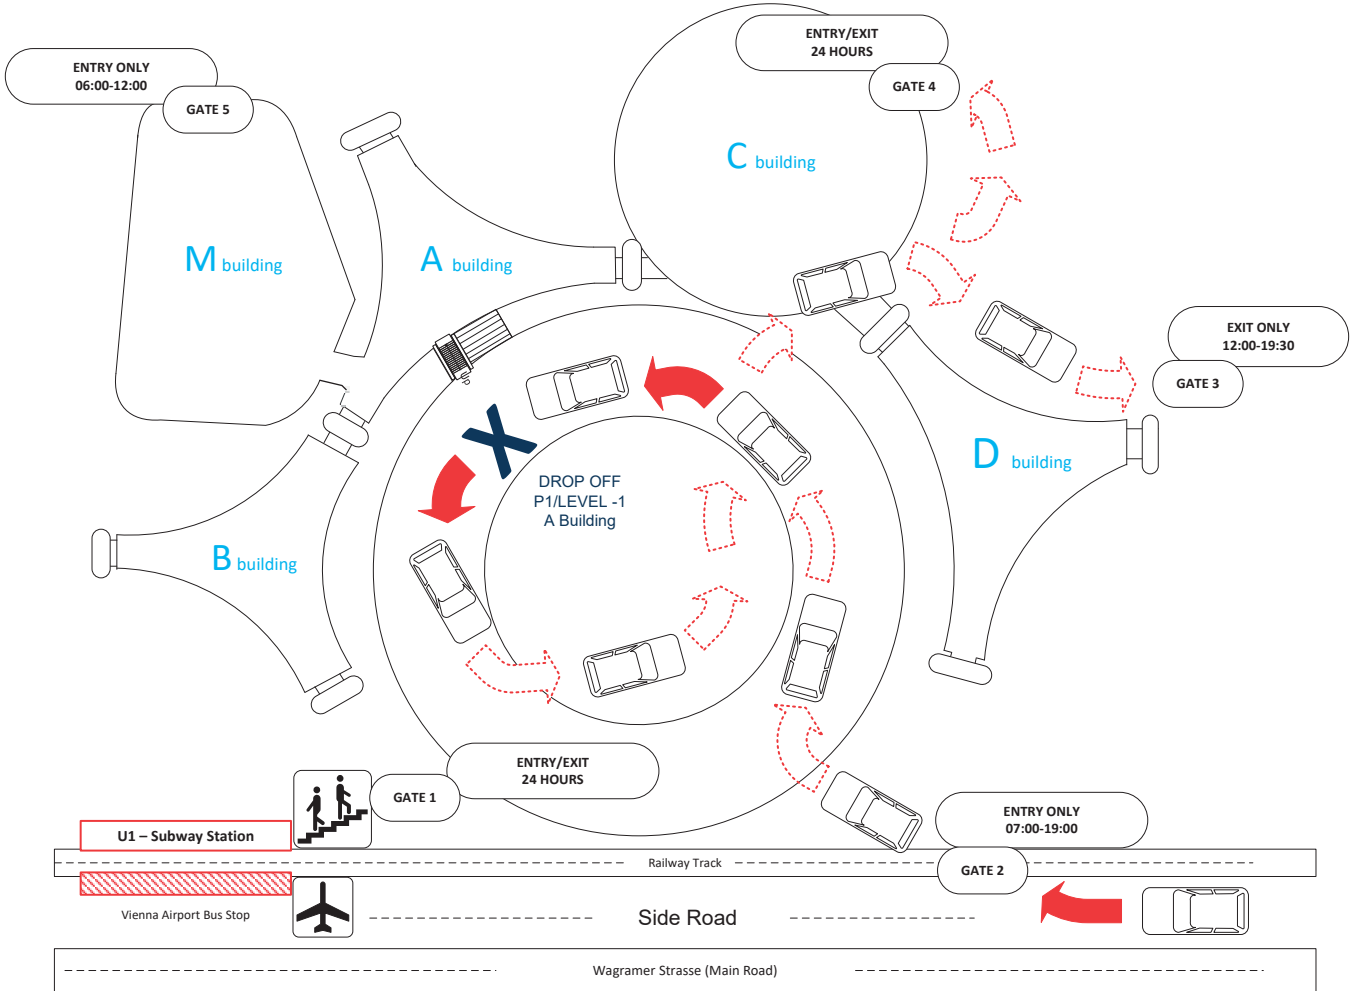 ENTRY/EXIT
24 HOURS
GATE 4
ENTRY ONLY
06:00-12:00
GATE 5
C building
M building
A building
EXIT ONLY
12:00-19:30
GATE 3
D building
DROP OFF
P1/LEVEL -1
A Building
B building
ENTRY/EXIT
24 HOURS
GATE 1
ENTRY ONLY
07:00-19:00
GATE 2
U1 – Subway Station
Railway Track
Vienna Airport Bus Stop
Side Road
Wagramer Strasse (Main Road)